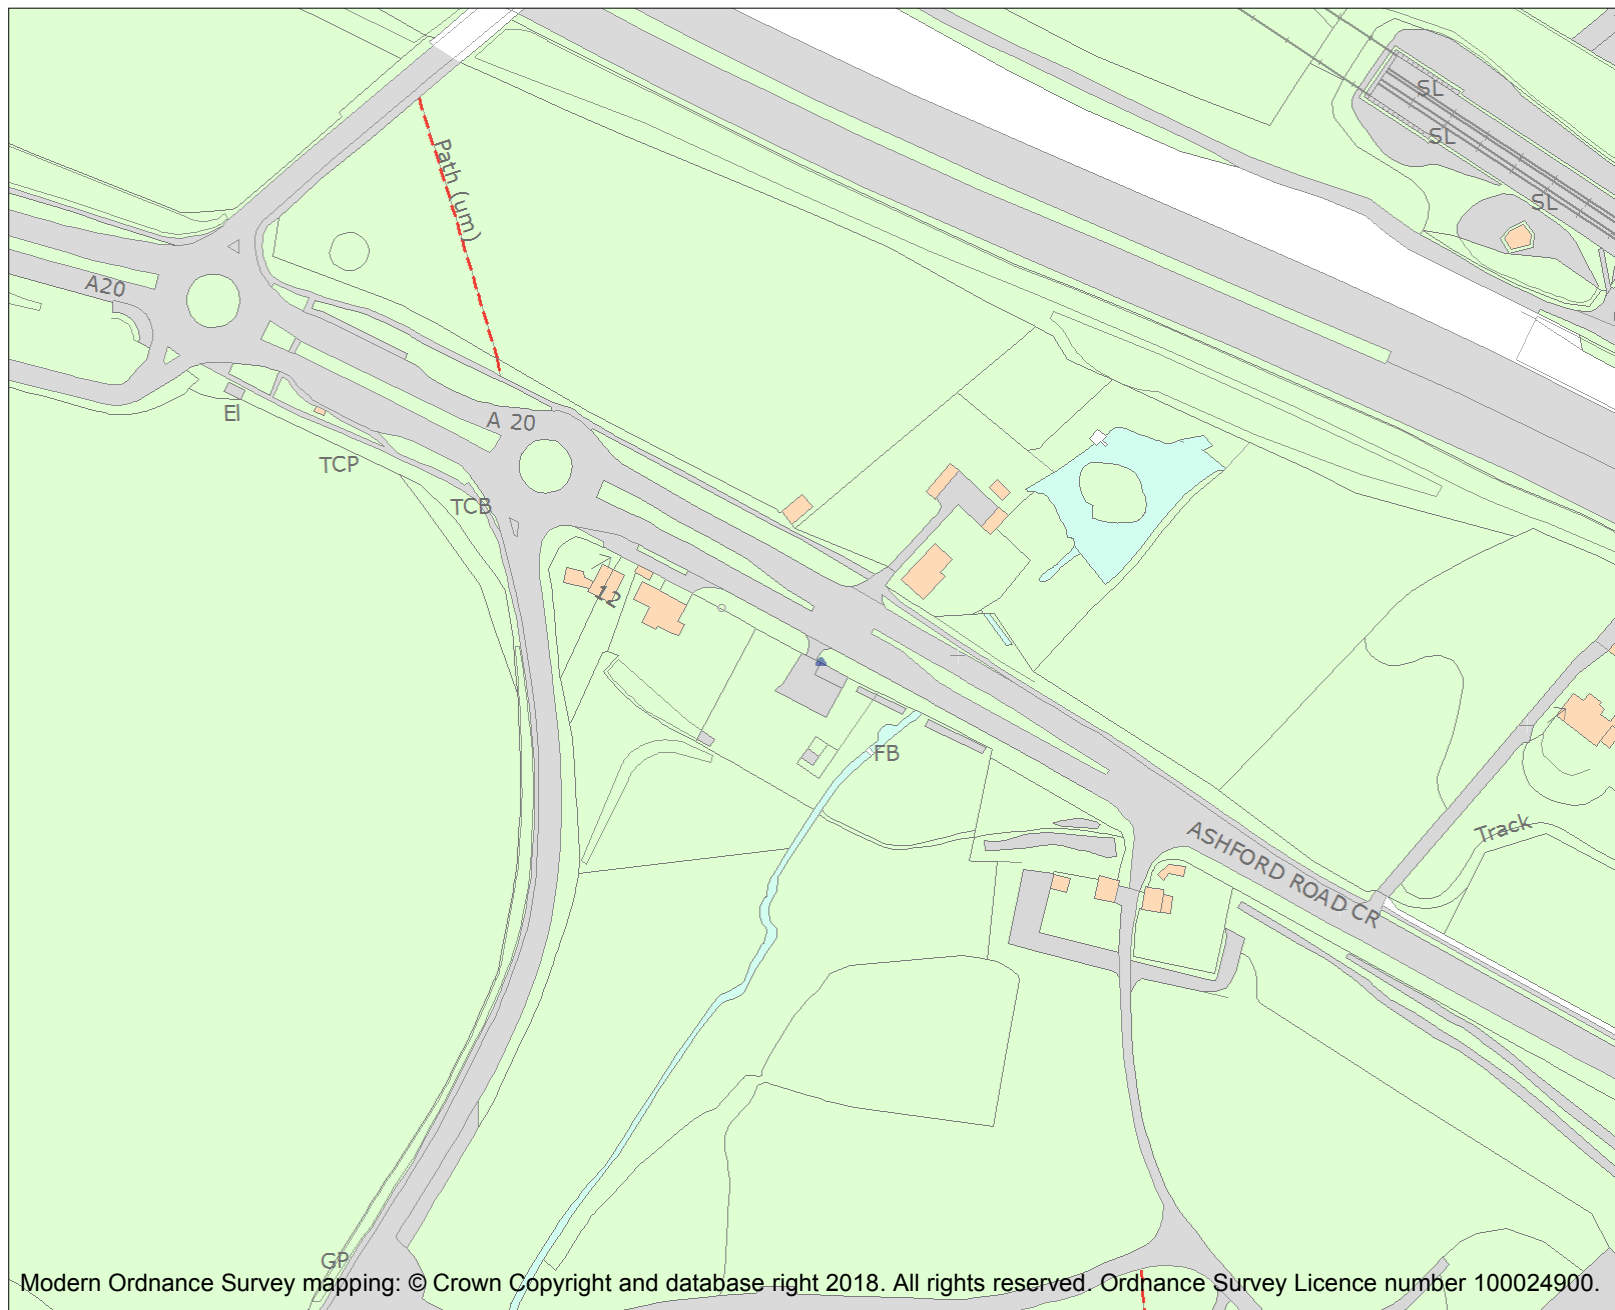 SL
SL
Path (um)
SL
A20
El
A 20
TCP
TCB
12
FB
Track
ASHFORD ROAD CR
GP
Modern Ordnance Survey mapping: © Crown Copyright and database right 2018. All rights reserved. Ordnance Survey Licence number 100024900.